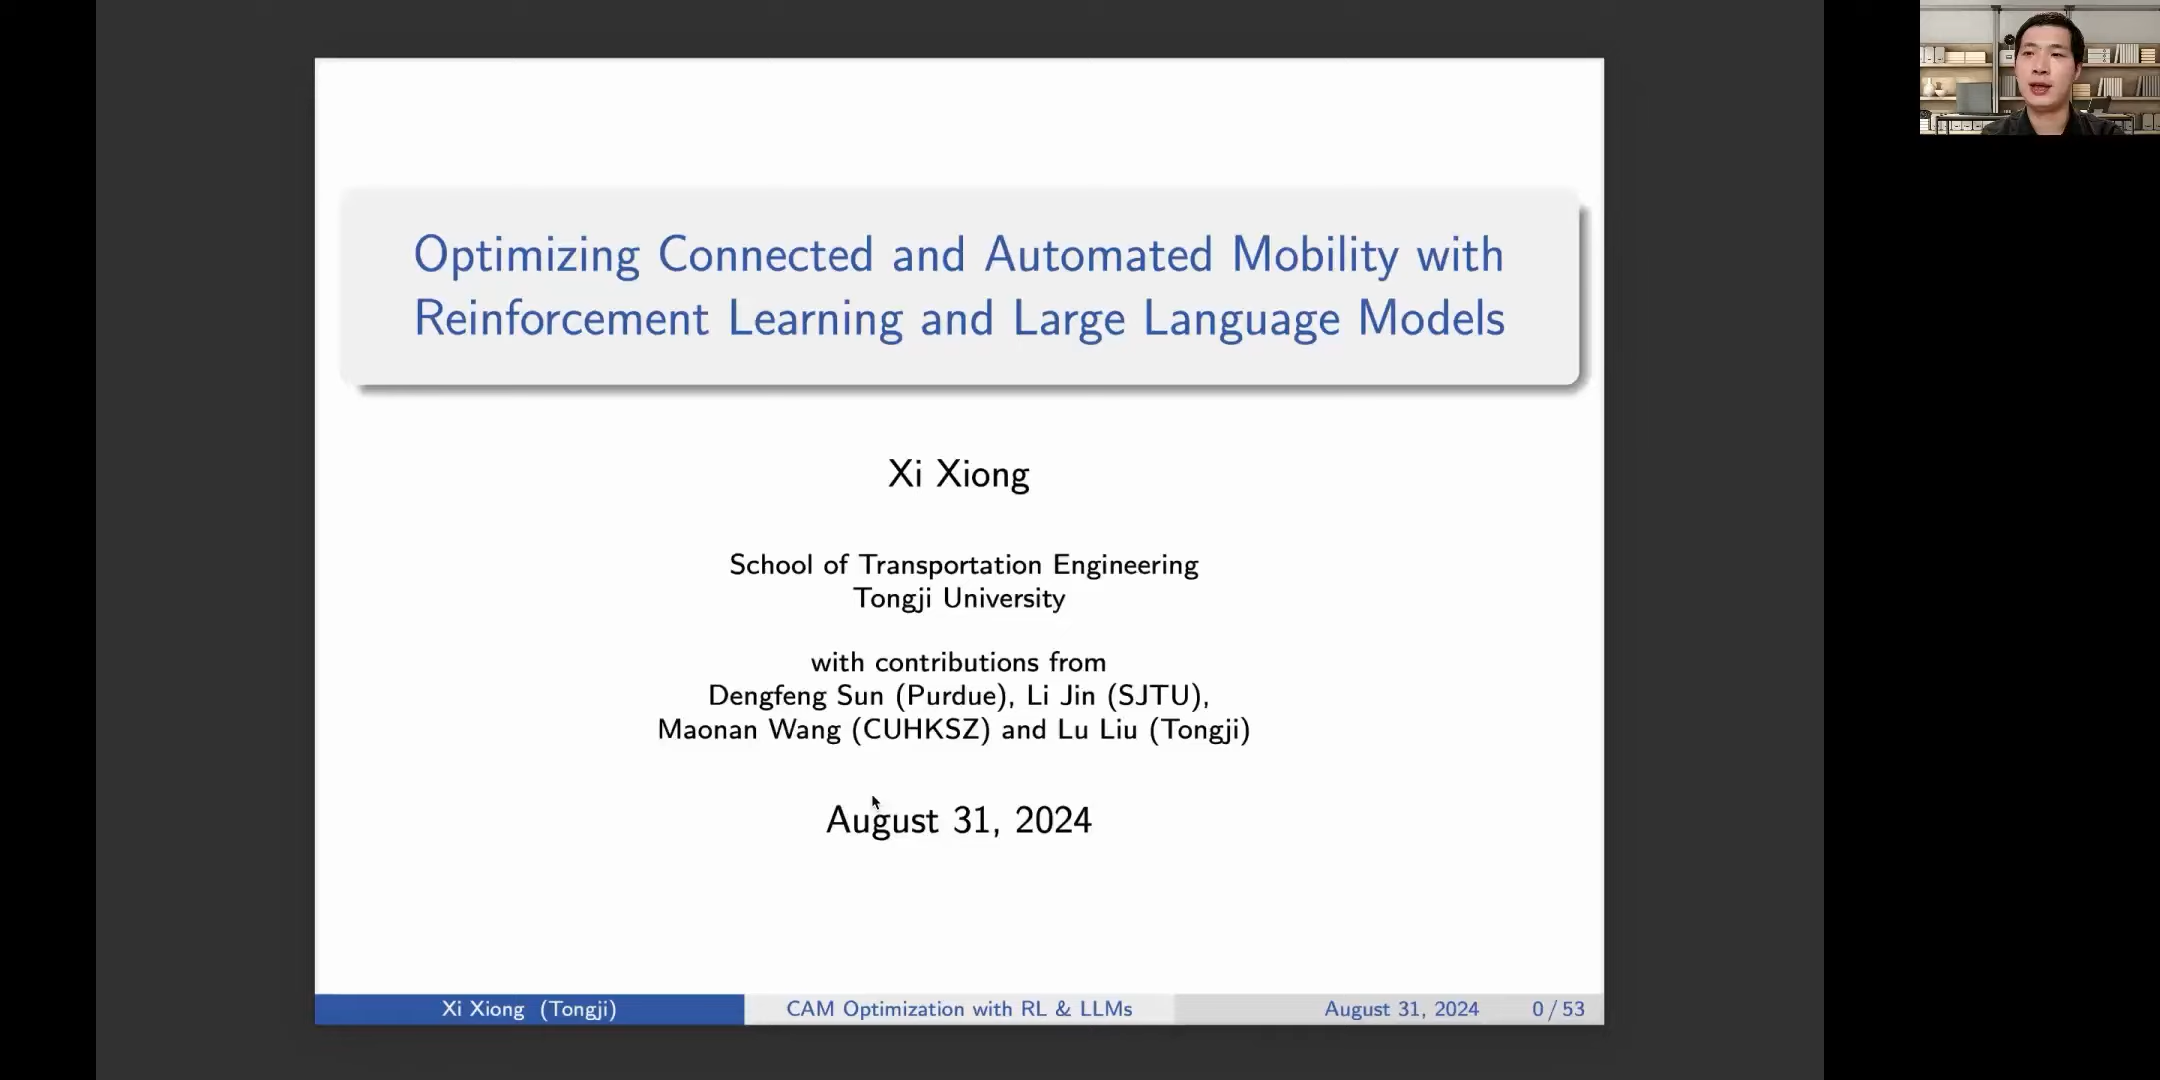 Optimizing Connected and Automated Mobility with
Reinforcement Learning and Large Language Models
Xi Xiong
School of Transportation Engineering
Tongji University
with contributions from
Dengfeng Sun (Purdue), Li Jin (SJTU),
Maonan Wang (CUHKSZ) and Lu Liu (Tongji)
August 31, 2024
Xi Xiong (Tongji)
CAM Optimization with RL & LLMs
August 31, 2024
0 / 53